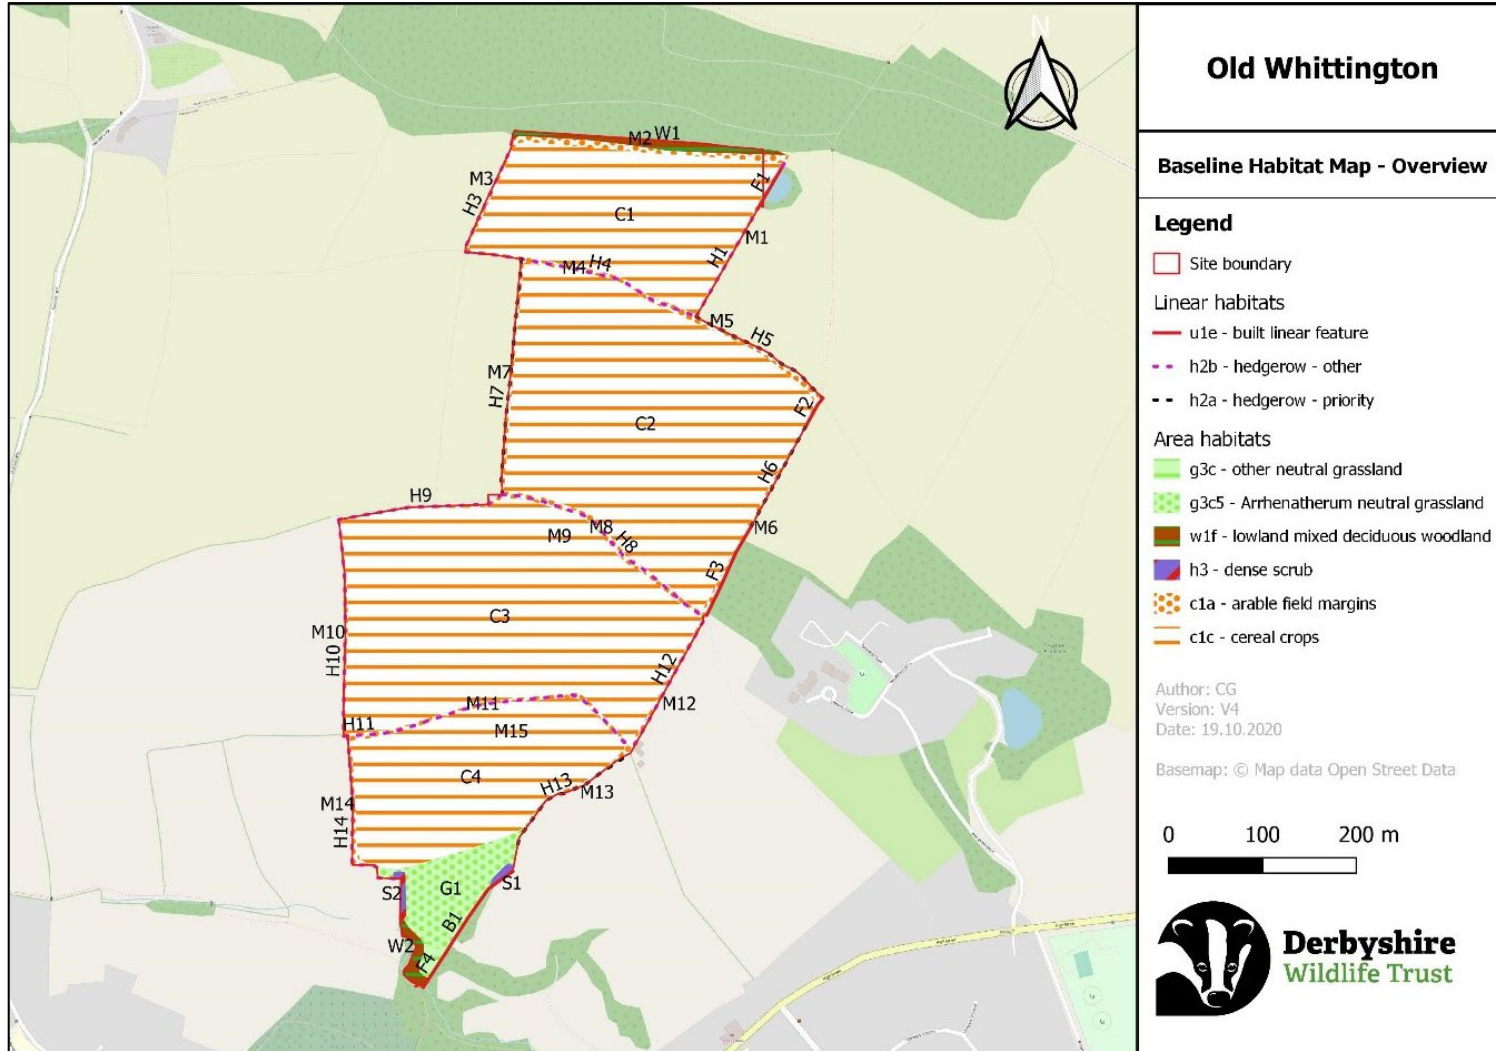 N
Old Whittington
Baseline Habitat Map - Overview
Legend
Site boundary
Linear habitats
u1e - built linear feature
h2b - hedgerow - other
h2a - hedgerow - priority
Area habitats
g3c - other neutral grassland
g3c5 - Arrhenatherum neutral grassland
w1f - lowland mixed deciduous woodland
h3 - dense scrub
c1a - arable field margins
c1c - cereal crops
Author: CG
Version: V4
Date: 19.10.2020
Basemap: © Map data Open Street Data
0 100 200 m
Derbyshire
Wildlife Trust
M2 W1
M3
F1
H3
C1
M1
H1
M4 H4
M5
H5
M7
H7
F2
C2
H6
H9
M8
M6
M9
H8
F3
C3
M10
H10
H12
M11
M12
H11
M15
C4
H13
M13
M14
H14
S1
S2
G1
B1
W2
F4